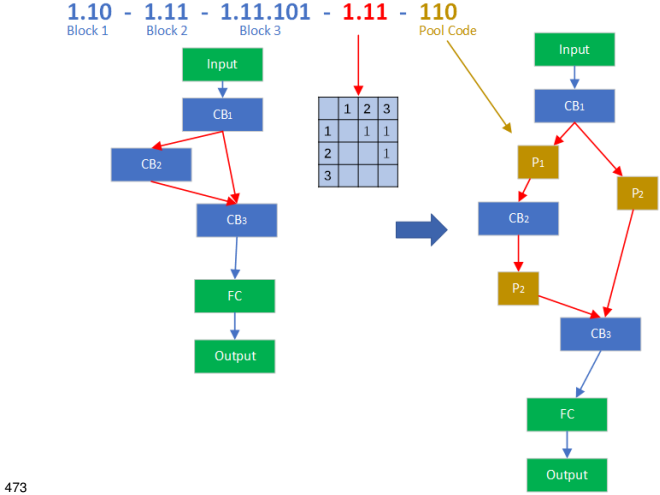 1.10 - 1.11 - 1.11.101 - 1.11 - 110
Block 1 Block 2 Block 3 Pool Code
Input
CB1
CB2
CB3
FC
Output
1 2 3
1 1 1
2 1
3
Input
CB1
P1
P2
CB2
P2
CB3
FC
Output
473